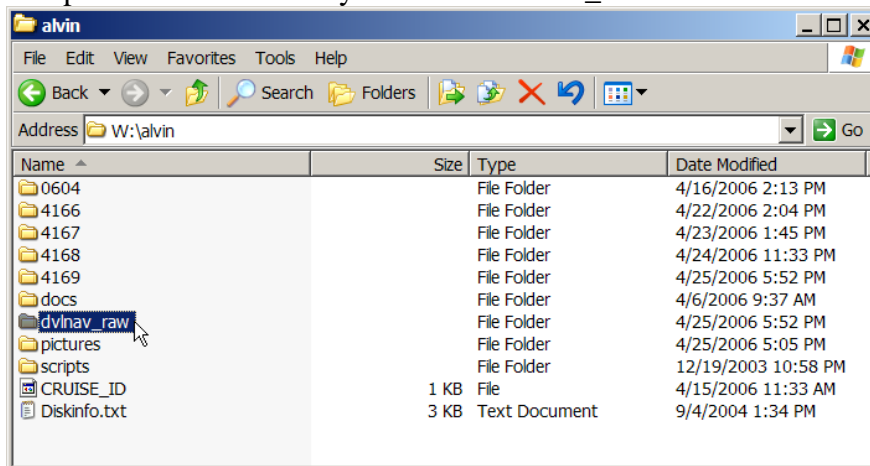 alvin
File Edit View Favorites Tools Help
Back Search Folders
Address W:\alvin Go
Name Size Type Date Modified
0604 File Folder 4/16/2006 2:13 PM
4166 File Folder 4/22/2006 2:04 PM
4167 File Folder 4/23/2006 1:45 PM
4168 File Folder 4/24/2006 11:33 PM
4169 File Folder 4/25/2006 5:52 PM
docs File Folder 4/6/2006 9:37 AM
dvlnav_raw File Folder 4/25/2006 5:52 PM
pictures File Folder 4/25/2006 5:05 PM
scripts File Folder 12/19/2003 10:58 PM
CRUISE_ID 1 KB File 4/15/2006 11:33 AM
Diskinfo.txt 3 KB Text Document 9/4/2004 1:34 PM